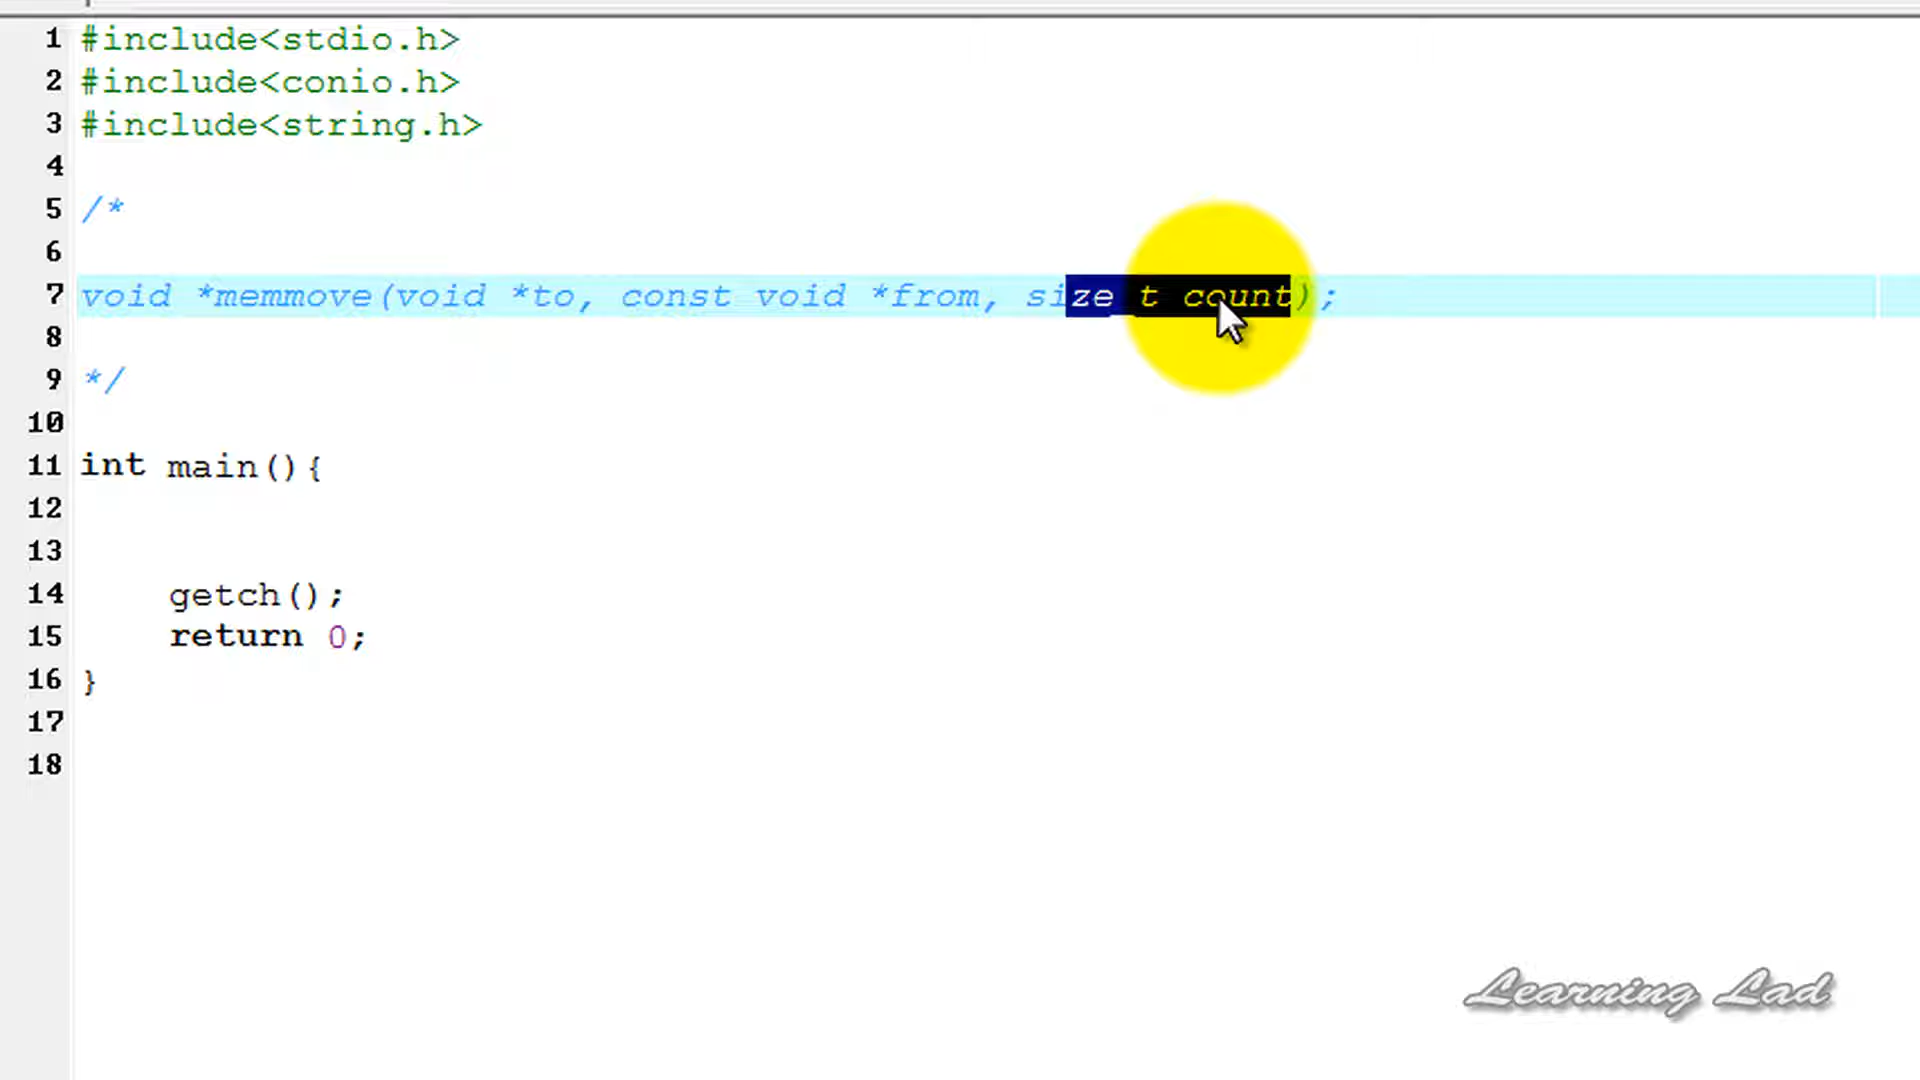 1 #include<stdio.h>
2 #include<conio.h>
3 #include<string.h>
4
5 /*
6
7 void *memmove(void *to, const void *from, size_t count);
8
9 */
10
11 int main(){
12
13
14 getch();
15 return 0;
16 }
17
18
Learning Lad